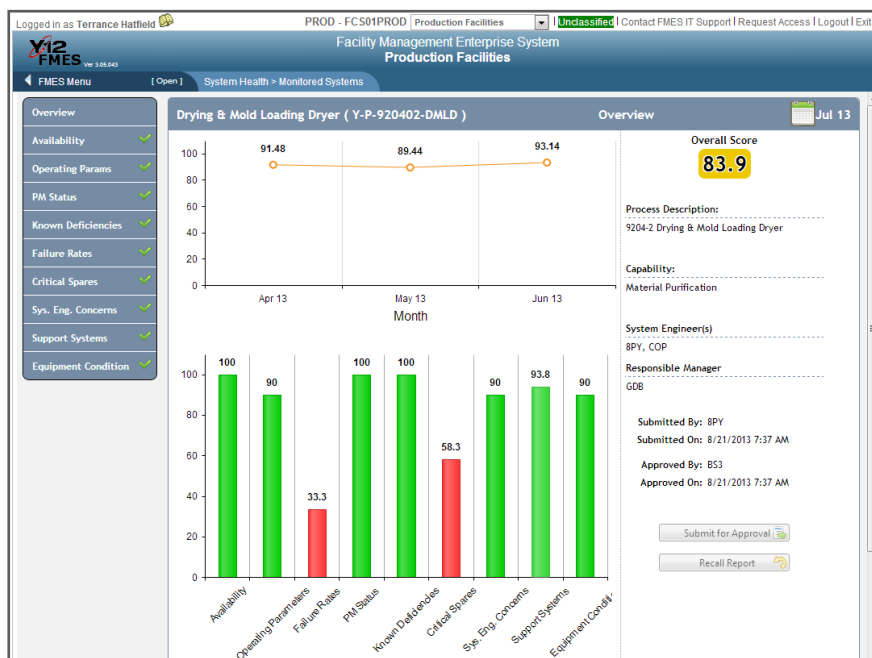 Logged in as Terrance Hatfield
PROD - FCS01PROD Production Facilities | Unclassified | Contact FMES IT Support | Request Access | Logout | Exit
Y-12
FMES Ver 3.05.043
Facility Management Enterprise System
Production Facilities
FMES Menu [ Open ] System Health > Monitored Systems
Overview
Availability
Operating Params
PM Status
Known Deficiencies
Failure Rates
Critical Spares
Sys. Eng. Concerns
Support Systems
Equipment Condition
Drying & Mold Loading Dryer ( Y-P-920402-DMLD ) Overview Jul 13
91.48 89.44 93.14
100
80
60
40
20
0
Apr 13 May 13 Jun 13
Month
100 90 33.3 100 100 58.3 90 93.8 90
100
80
60
40
20
0
Availability
Operating Parameters
Failure Rates
PM Status
Known Deficiencies
Critical Spares
Sys. Eng. Concerns
Support Systems
Equipment Conditi
Overall Score
83.9
Process Description:
9204-2 Drying & Mold Loading Dryer
Capability:
Material Purification
System Engineer(s)
8PY, COP
Responsible Manager
GDB
Submitted By: 8PY
Submitted On: 8/21/2013 7:37 AM
Approved By: BS3
Approved On: 8/21/2013 7:37 AM
Submit for Approval
Recall Report